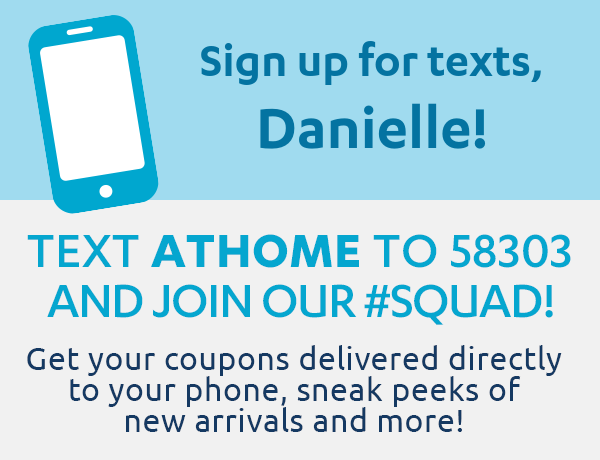 Sign up for texts,
Danielle!
TEXT ATHOME TO 58303
AND JOIN OUR #SQUAD!
Get your coupons delivered directly
to your phone, sneak peeks of
new arrivals and more!